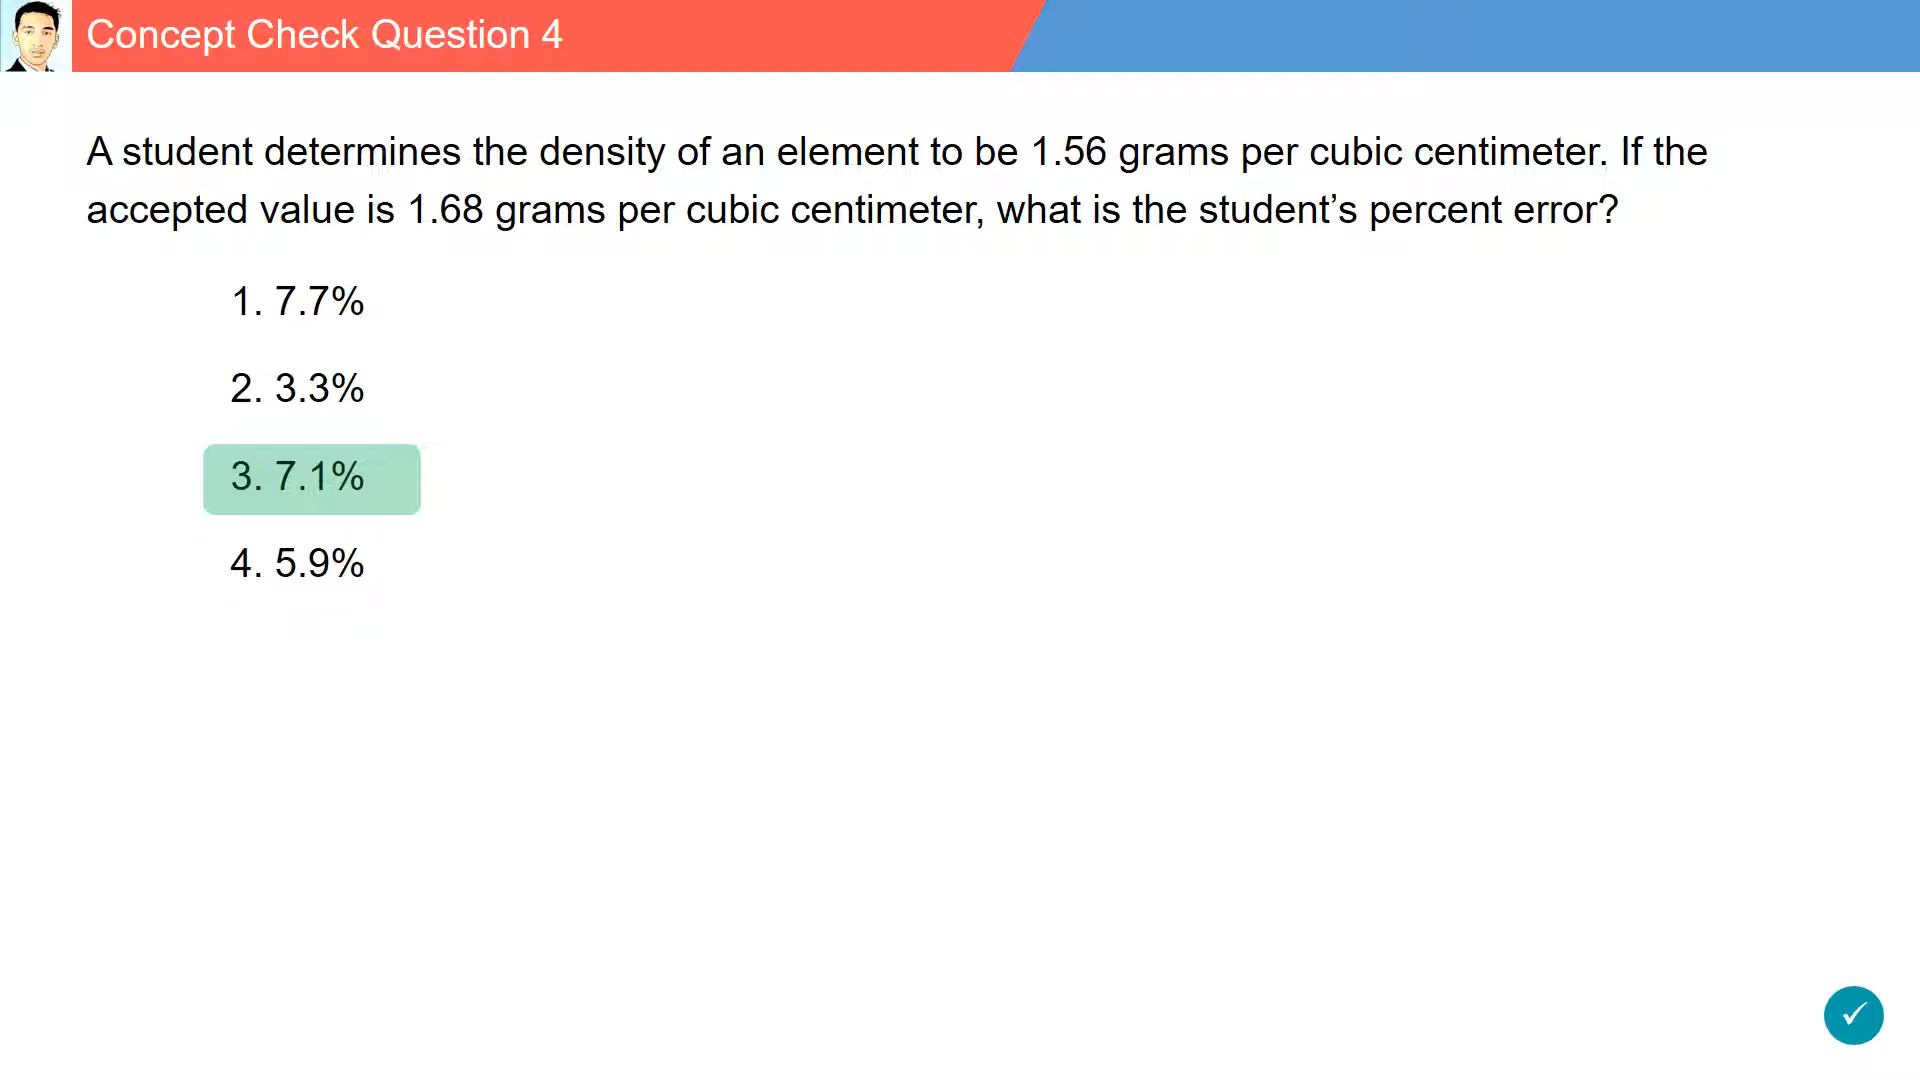 Concept Check Question 4
A student determines the density of an element to be 1.56 grams per cubic centimeter. If the
accepted value is 1.68 grams per cubic centimeter, what is the student’s percent error?
1. 7.7%
2. 3.3%
3. 7.1%
4. 5.9%